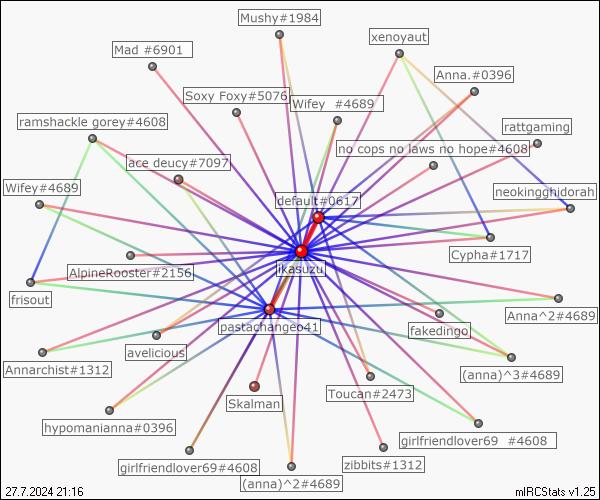 Mushy#1984
xenoyaut
Mad #6901
Anna.#0396
Soxy Foxy#5076
Wifey  #4689
ramshackle gorey#4608
rattgaming
no cops no laws no hope#4608
ace deucy#7097
Wifey#4689
default#0617
neokingghidorah
Cypha#1717
AlpineRooster#2156
ikasuzu
frisout
Anna^2#4689
pastachangeo41
fakedingo
avelicious
Annarchist#1312
(anna)^3#4689
Toucan#2473
Skalman
hypomanianna#0396
girlfriendlover69  #4608
girlfriendlover69#4608
zibbits#1312
(anna)^2#4689
27.7.2024 21:16
mIRCStats v1.25